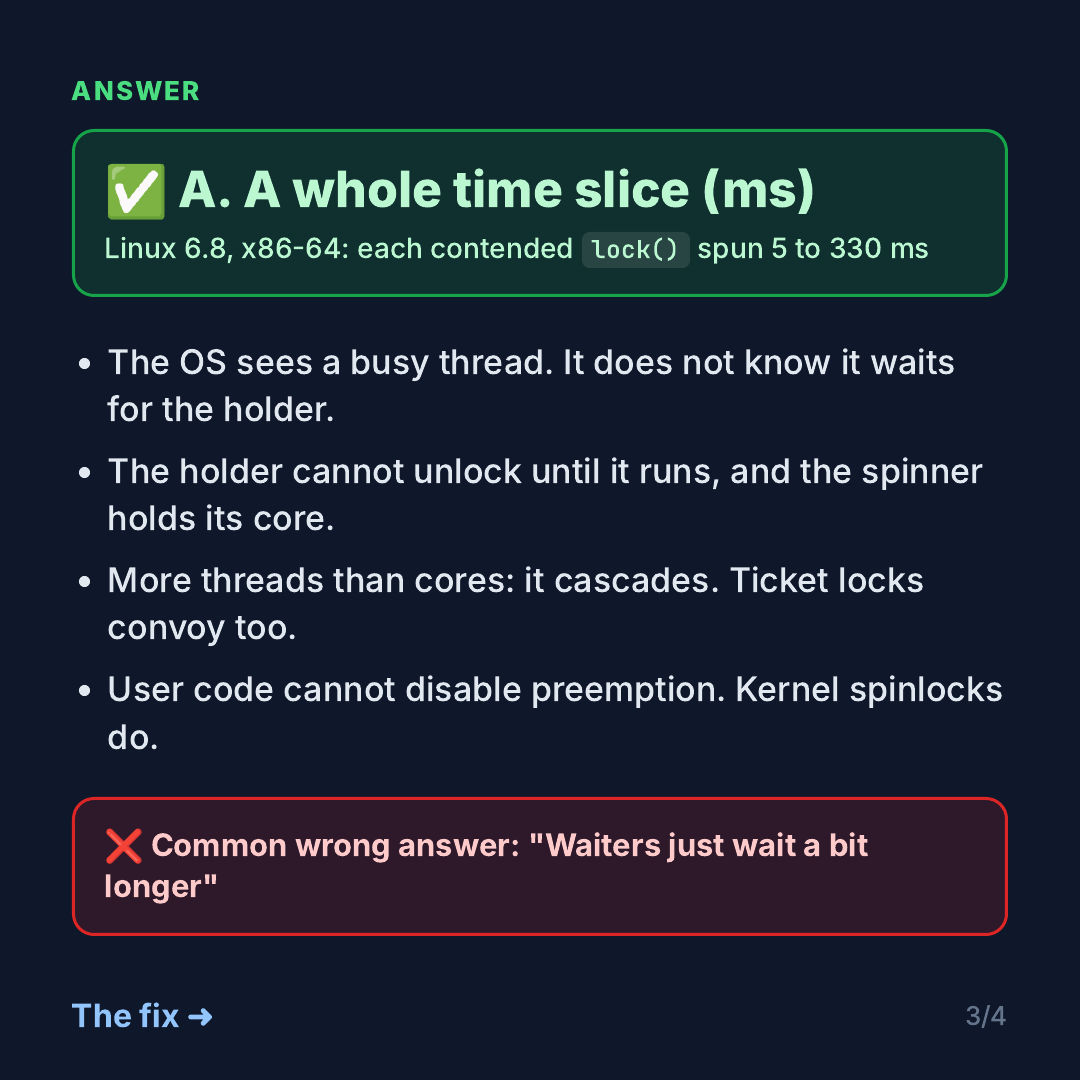 ANSWER
✅ A. A whole time slice (ms)
Linux 6.8, x86-64: each contended lock() spun 5 to 330 ms
• The OS sees a busy thread. It does not know it waits
for the holder.
• The holder cannot unlock until it runs, and the spinner
holds its core.
• More threads than cores: it cascades. Ticket locks
convoy too.
• User code cannot disable preemption. Kernel spinlocks
do.
❌ Common wrong answer: "Waiters just wait a bit
longer"
The fix ➜
3/4